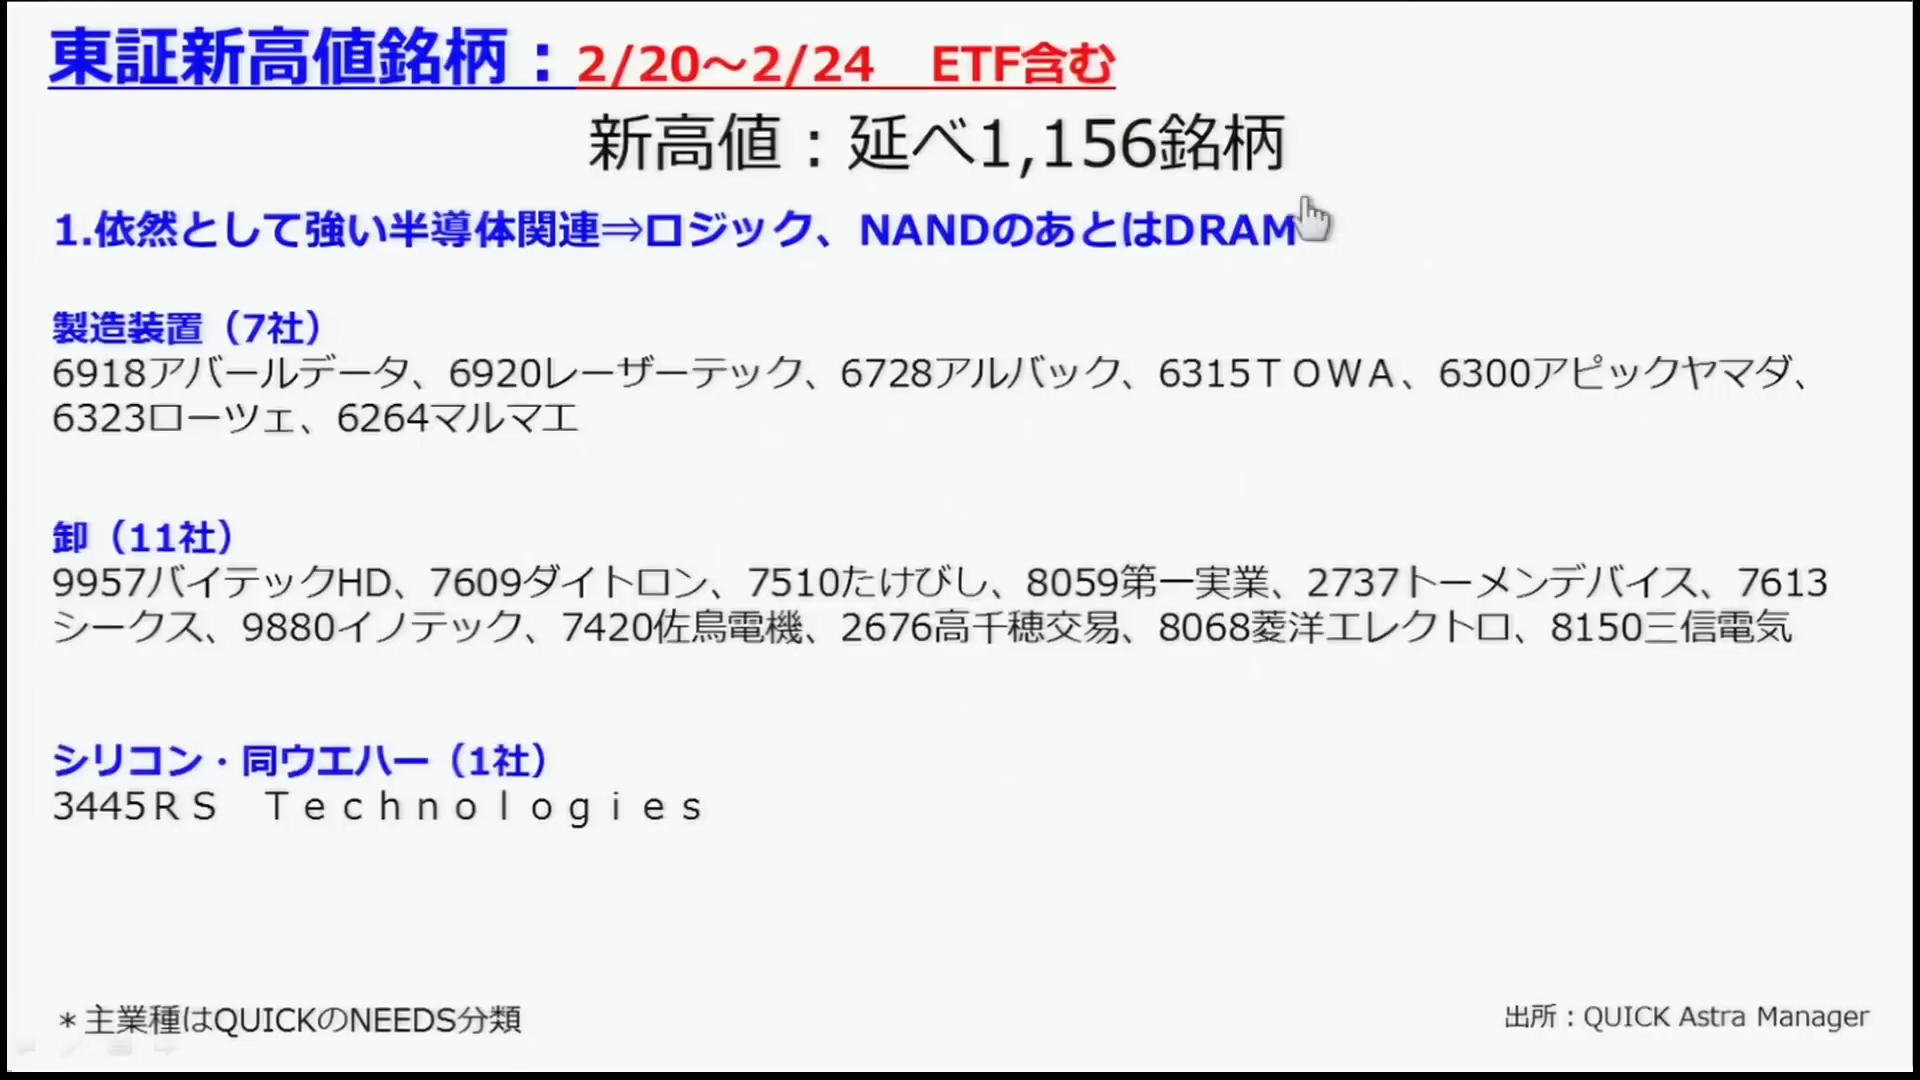 東証新高値銘柄：2/20～2/24　ETF含む
新高値：延べ1,156銘柄
1.依然として強い半導体関連⇒ロジック、NANDのあとはDRAM
製造装置（7社）
6918アバールデータ、6920レーザーテック、6728アルバック、6315ＴＯＷＡ、6300アピックヤマダ、
6323ローツェ、6264マルマエ
卸（11社）
9957バイテックHD、7609ダイトロン、7510たけびし、8059第一実業、2737トーメンデバイス、7613
シークス、9880イノテック、7420佐鳥電機、2676高千穂交易、8068菱洋エレクトロ、8150三信電気
シリコン・同ウエハー（1社）
3445ＲＳ　Ｔｅｃｈｎｏｌｏｇｉｅｓ
＊主業種はQUICKのNEEDS分類
出所：QUICK Astra Manager